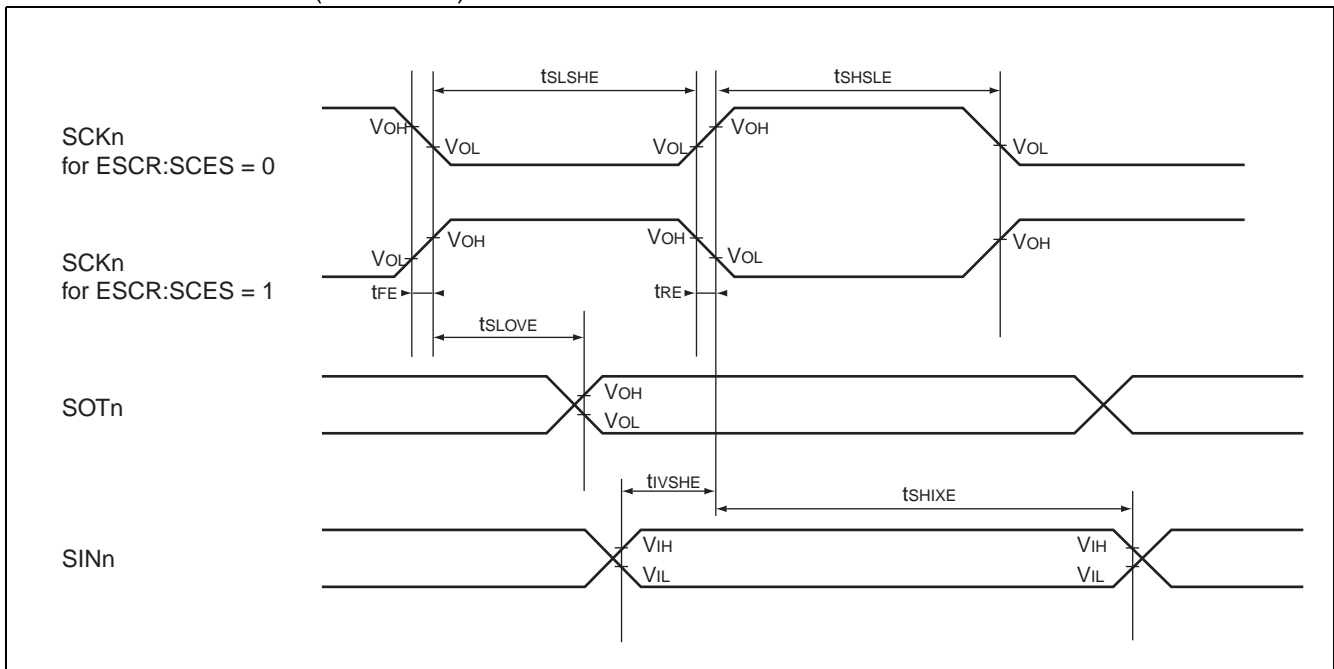 tSLSHE
tSHSLE
SCKn
for ESCR:SCES = 0
VOH
VOL
VOL
VOH
VOL
SCKn
for ESCR:SCES = 1
VOL
VOH
VOH
VOL
VOH
tFE
tRE
tSLOVE
SOTn
VOH
VOL
tIVSHE
tSHIXE
SINn
VIH
VIL
VIH
VIL